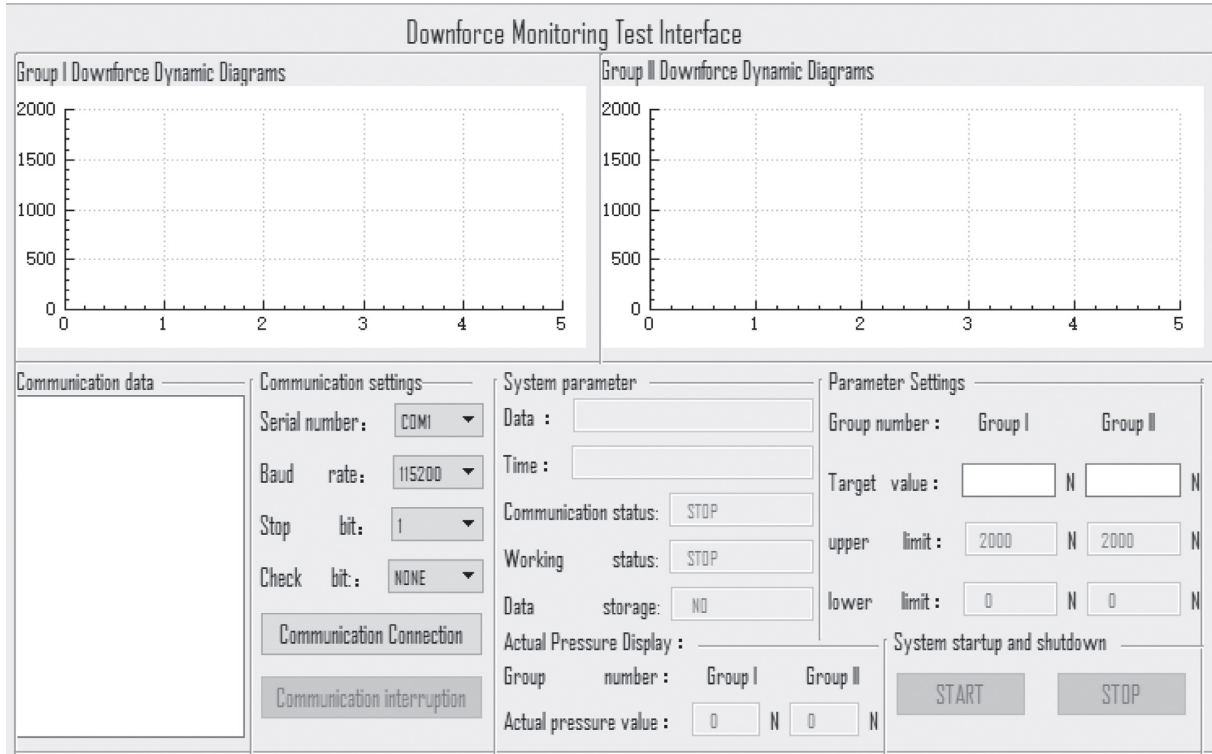 Downforce Monitoring Test Interface
Group I Downforce Dynamic Diagrams
2000
1500
1000
500
0
0 1 2 3 4 5
Group II Downforce Dynamic Diagrams
2000
1500
1000
500
0
0 1 2 3 4 5
Communication data
Communication settings
Serial number: COM1
Baud rate: 115200
Stop bit: 1
Check bit: : NONE
Communication Connection
Communication interruption
System parameter
Data :
Time :
Communication status: STOP
Working status: STOP
Data storage: NO
Actual Pressure Display :
Group number : Group I Group II
Actual pressure value : 0 N 0 N
Parameter Settings
Group number : Group I Group II
Target value : N N
upper limit : 2000 N 2000 N
lower limit : 0 N 0 N
System startup and shutdown
START STOP